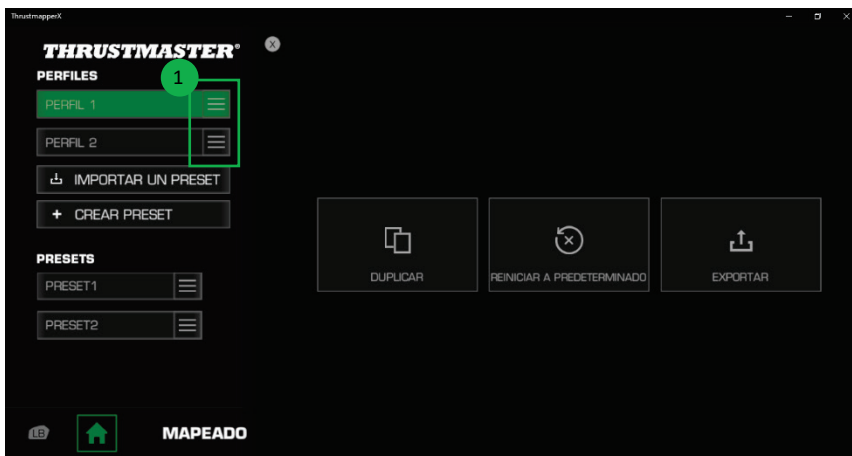 ThrustmapperX
THRUSTMASTER®
X
PERFILES
1
PERFIL 1
PERFIL 2
IMPORTAR UN PRESET
+ CREAR PRESET
PRESETS
PRESET1
PRESET2
DUPLICAR
REINICIAR A PREDETERMINADO
EXPORTAR
LB
MAPEADO